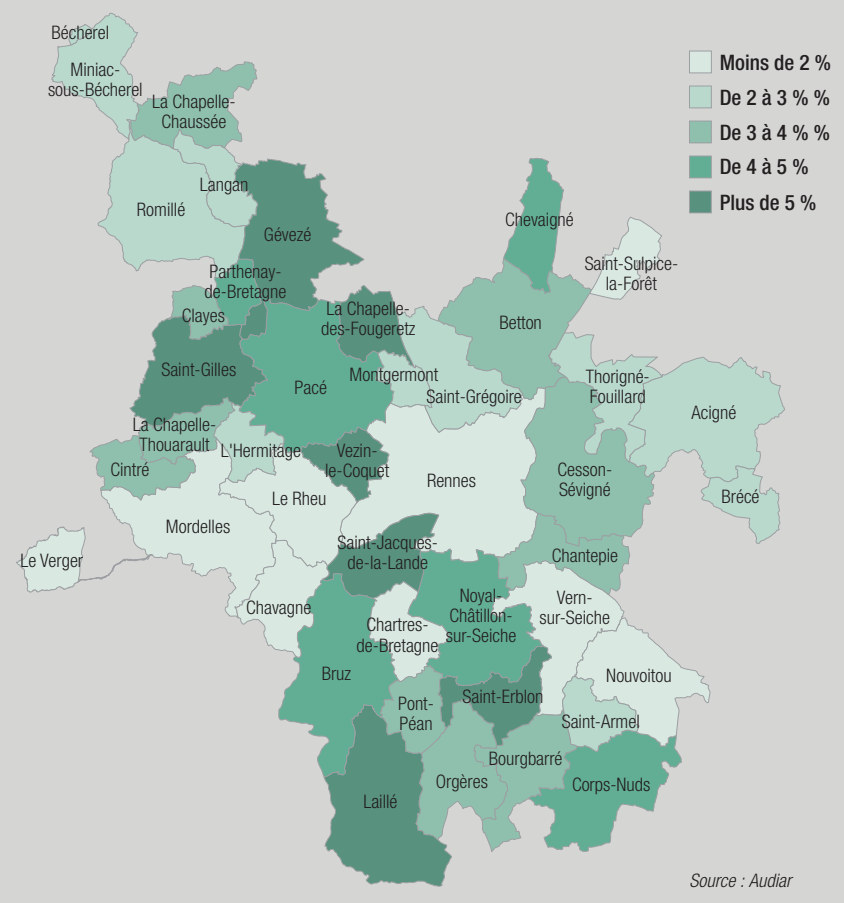 Moins de 2 %
De 2 à 3 % %
De 3 à 4 % %
De 4 à 5 %
Plus de 5 %
Bécherel
Miniac-
sous-Bécherel
La Chapelle-
Chaussée
Langan
Romillé
Gévezé
Chevaigné
Saint-Sulpice-
la-Forêt
Parthenay-
de-Bretagne
Clayes
La Chapelle-
des-Fougeretz
Betton
Saint-Gilles
Pacé
Montgermont
Saint-Grégoire
Thorigné-
Fouillard
Acigné
La Chapelle-
Thouarault
L'Hermitage
Vezin-
le-Coquet
Cintré
Rennes
Cesson-
Sévigné
Brécé
Le Rheu
Mordelles
Saint-Jacques-
de-la-Lande
Chantepie
Le Verger
Chavagne
Chartres-
de-Bretagne
Noyal-
Châtillon-
sur-Seiche
Vern-
sur-Seiche
Bruz
Nouvoitou
Pont-
Péan
Saint-Erblon
Saint-Armel
Bourgbarré
Orgères
Corps-Nuds
Laillé
Source : Audiar